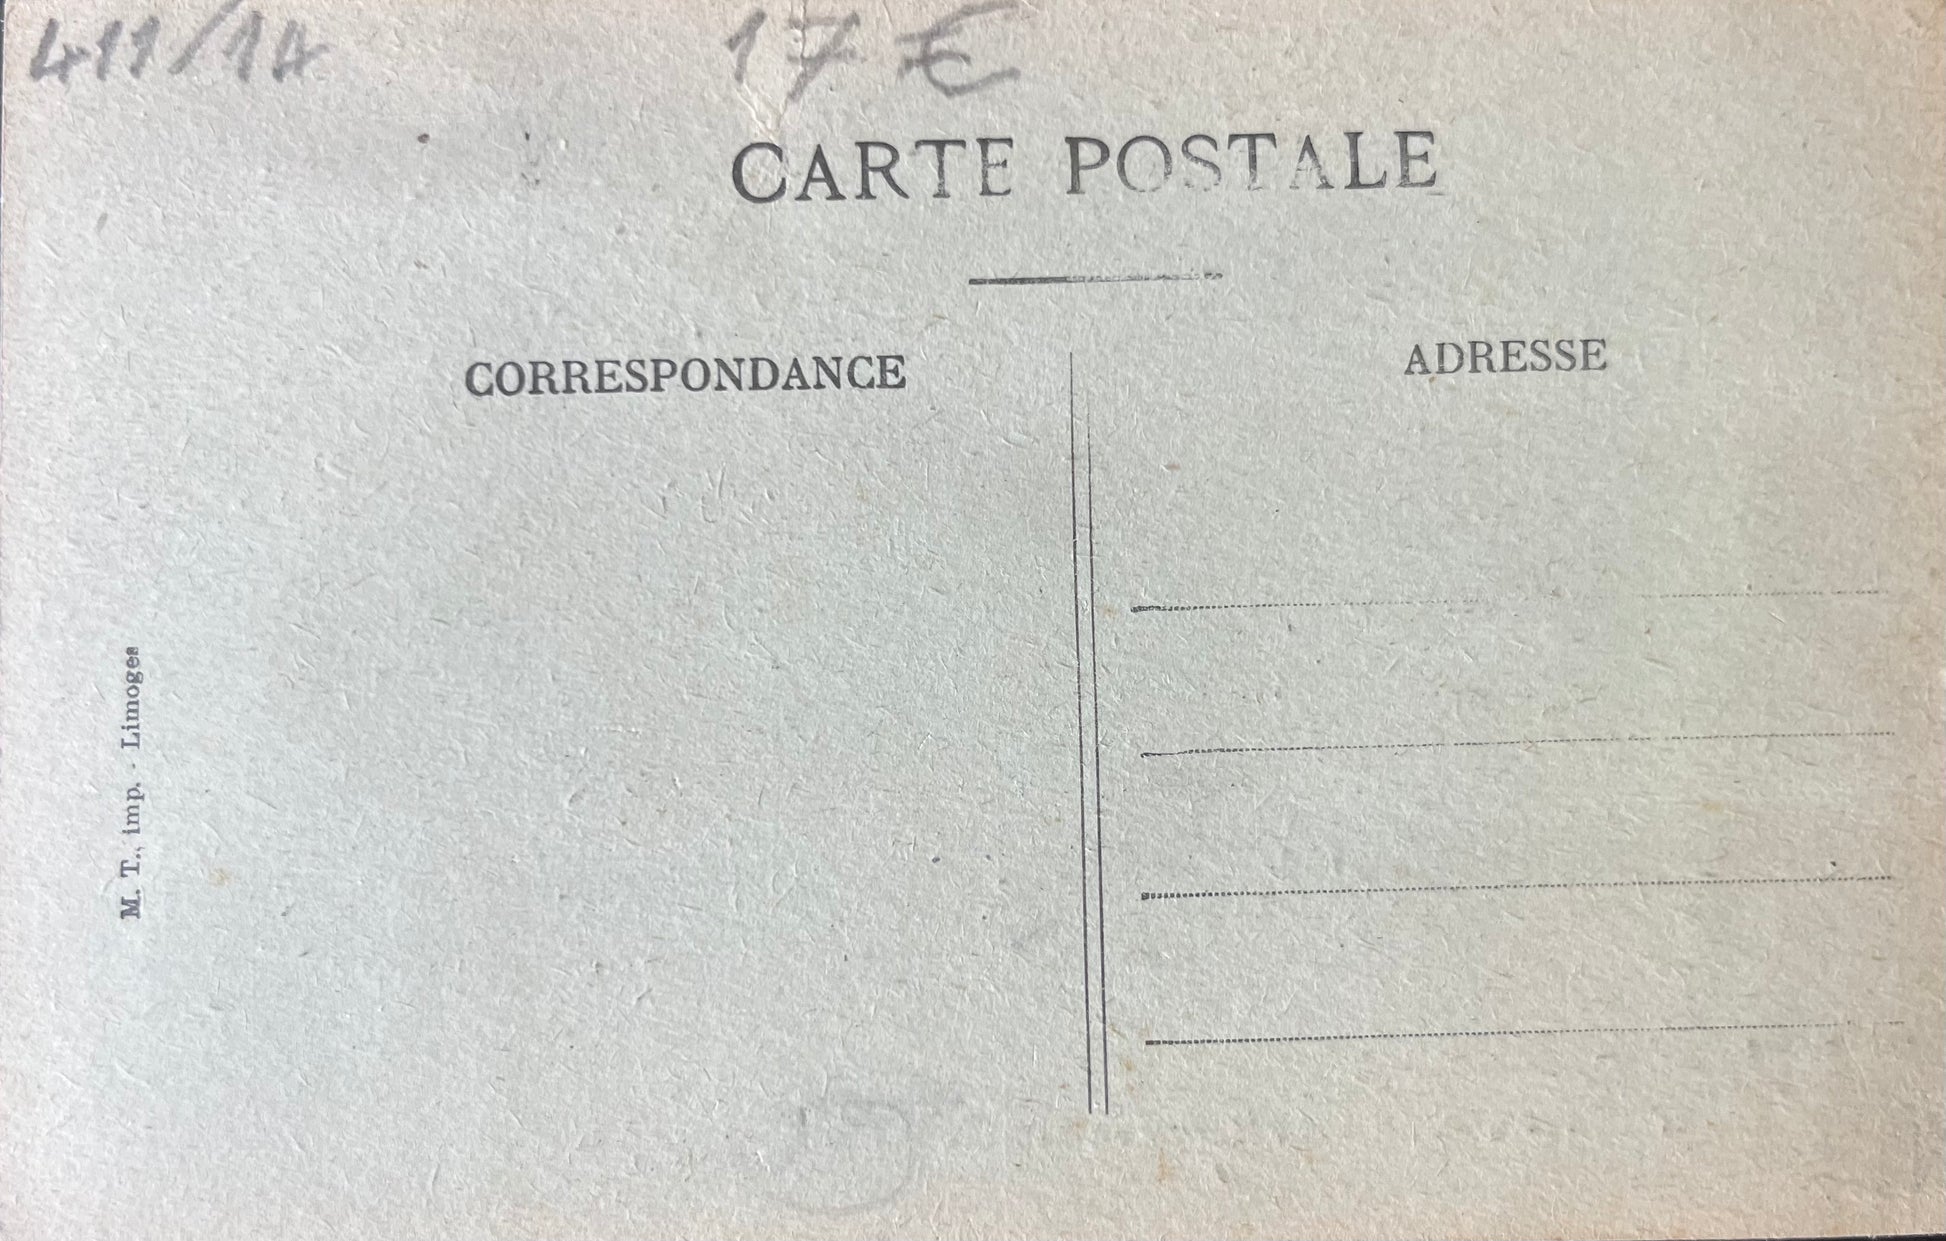 411/14
17 €
CARTE POSTALE
CORRESPONDANCE
ADRESSE
M. T., imp. - Limoges